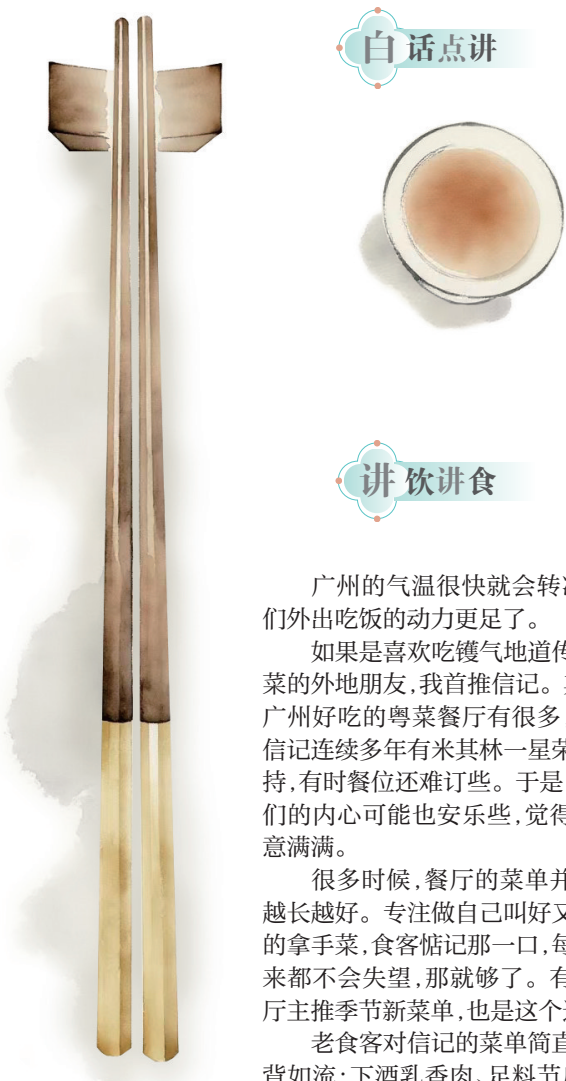 白话点讲
讲饮讲食
广州的气温很快就会转
们外出吃饭的动力更足了。
如果是喜欢吃镬气地道传
菜的外地朋友,我首推信记。
广州好吃的粤菜餐厅有很多
信记连续多年有米其林一星荣
持,有时餐位还难订些。于是
们的内心可能也安乐些,觉得
意满满。
很多时候,餐厅的菜单并
越长越好。专注做自己叫好又
的拿手菜,食客惦记那一口,每
来都不会失望,那就够了。有
厅主推季节新菜单,也是这个
老食客对信记的菜单简直
背如流:下酒乳香肉、足料节